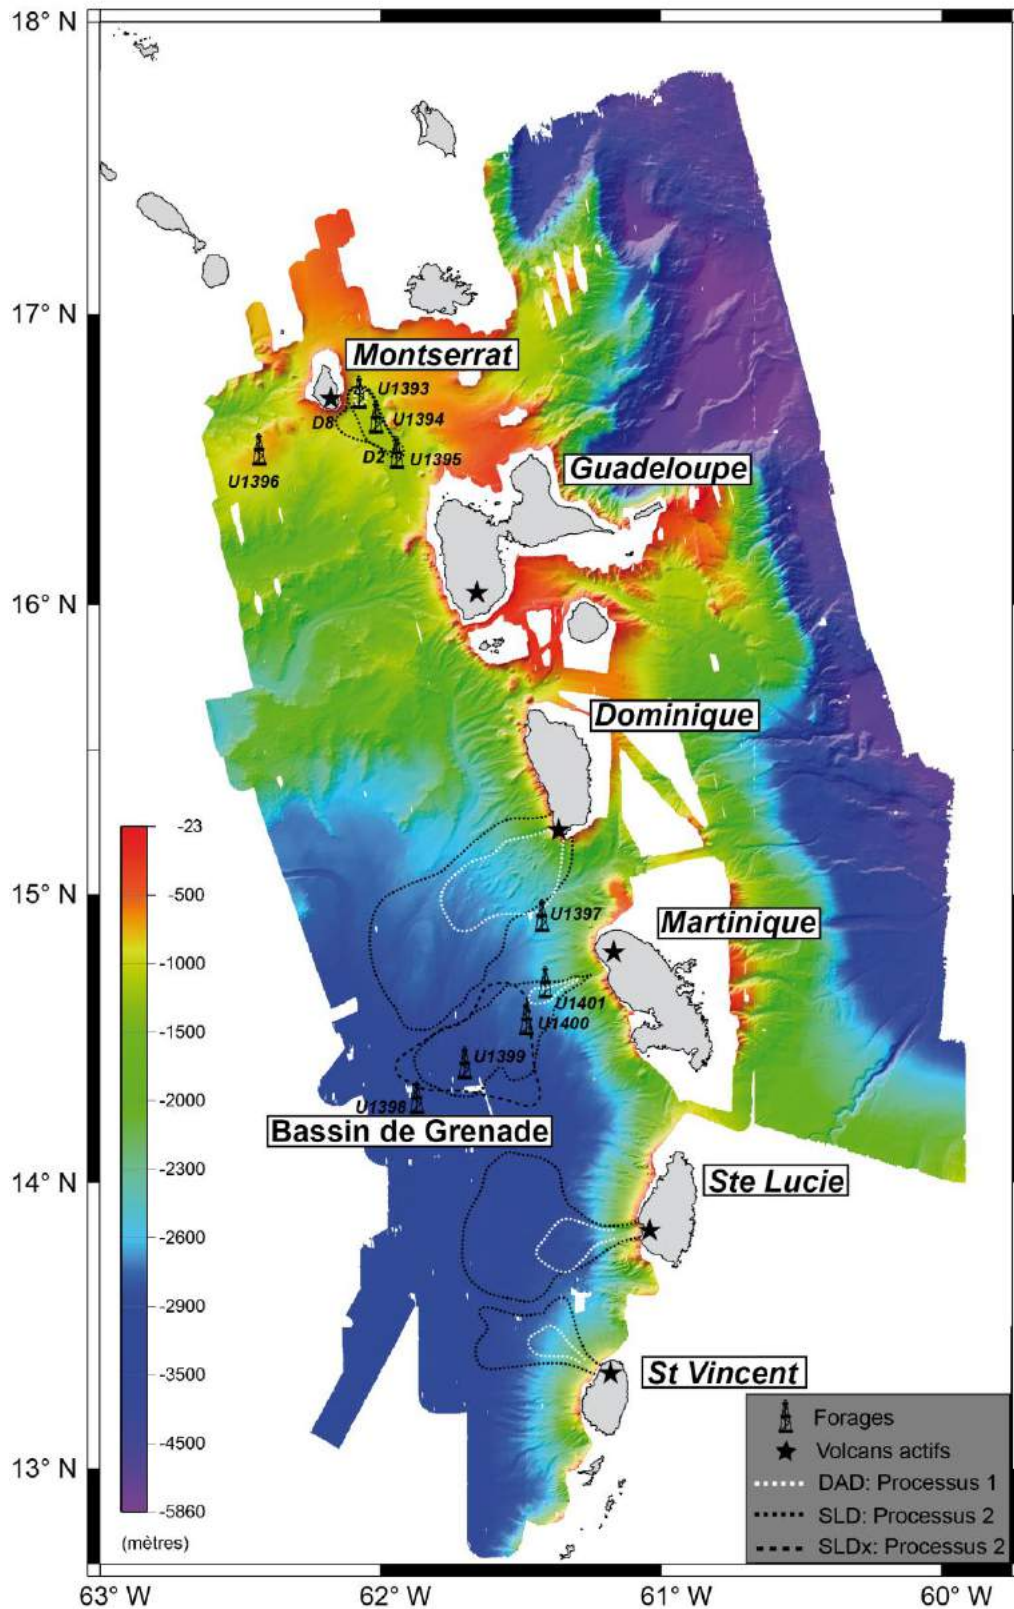 18° N
17° N
16° N
15° N
14° N
13° N
63° W
62° W
61° W
60° W
Montserrat
U1393
U1394
D8
D2
U1395
U1396
Guadeloupe
Dominique
U1397
Martinique
U1401
U1400
U1399
U1398
Bassin de Grenade
Ste Lucie
St Vincent
-23
-500
-1000
-1500
-2000
-2300
-2600
-2900
-3500
-4500
-5860
(mètres)
Forages
Volcans actifs
DAD: Processus 1
SLD: Processus 2
SLDx: Processus 2